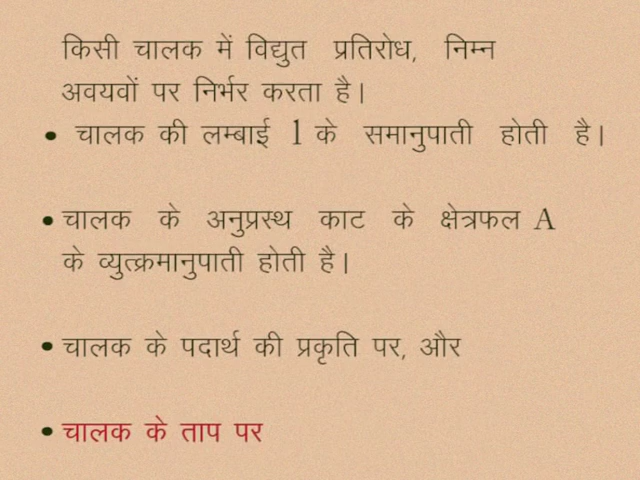 किसी चालक में विद्युत प्रतिरोध, निम्न
अवयवों पर निर्भर करता है।
• चालक की लम्बाई l के समानुपाती होती है।
• चालक के अनुप्रस्थ काट के क्षेत्रफल A
के व्युत्क्रमानुपाती होती है।
• चालक के पदार्थ की प्रकृति पर, और
• चालक के ताप पर